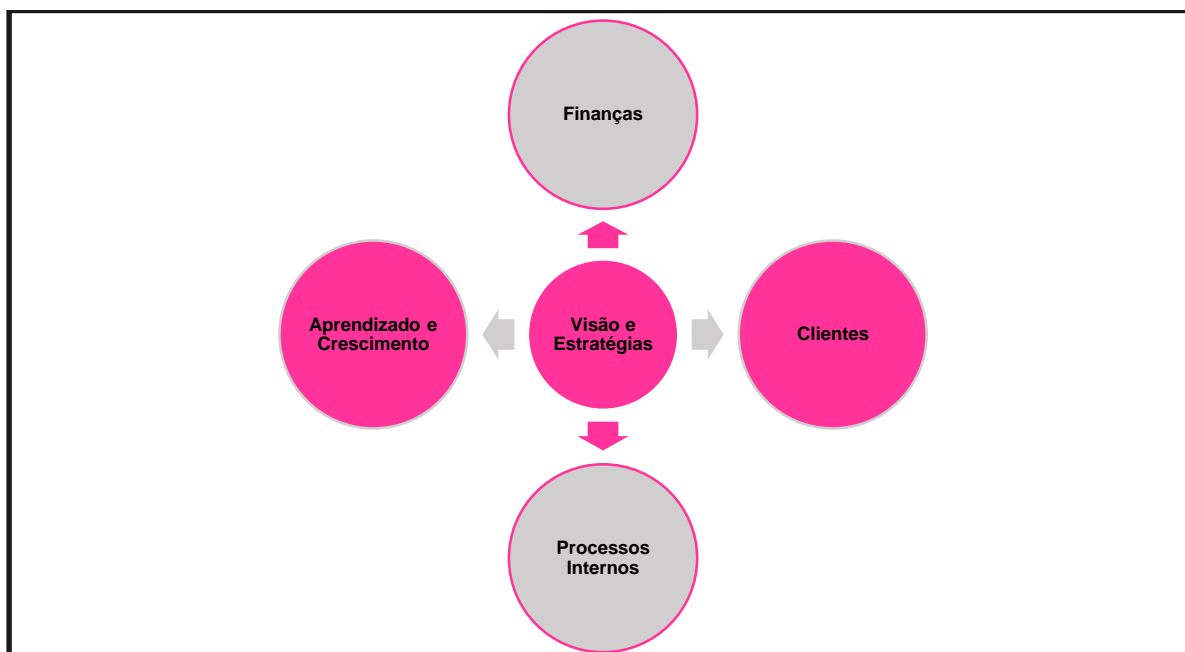 Finanças
Aprendizado e
Crescimento
Visão e
Estratégias
Clientes
Processos
Internos